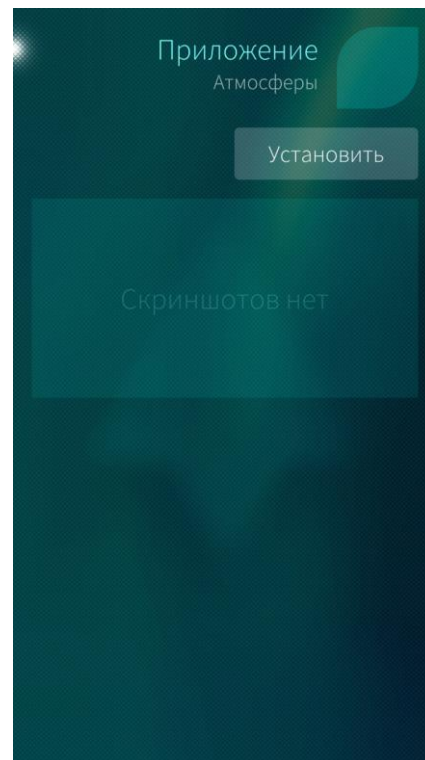 Приложение
Атмосферы
Установить
Скриншотов нет